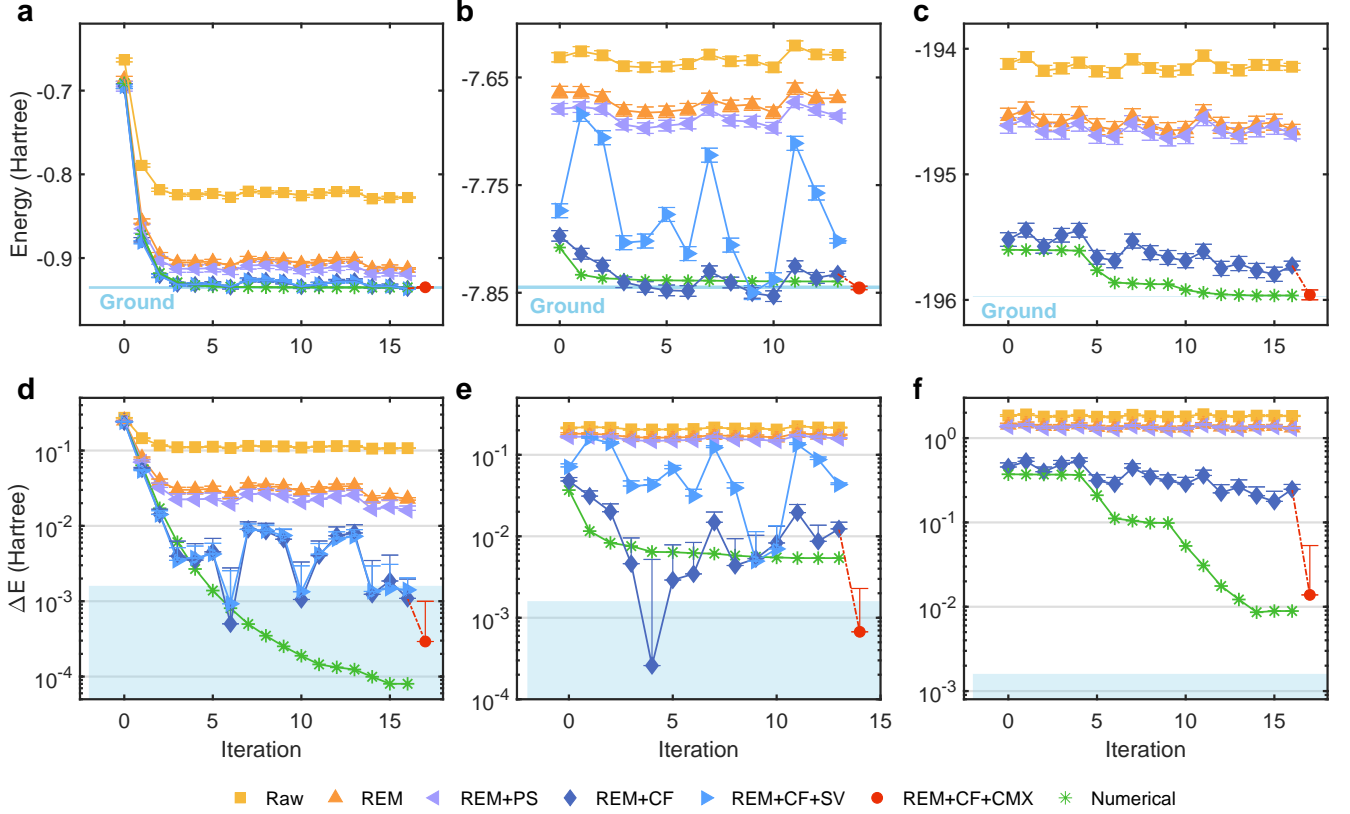 a
b
c
Energy (Hartree)
-0.7
-0.8
-0.9
Ground
0
5
10
15
-7.65
-7.75
-7.85
Ground
0
5
10
-194
-195
-196
Ground
0
5
10
15
d
e
f
ΔE (Hartree)
10⁻¹
10⁻²
10⁻³
10⁻⁴
0
5
10
15
Iteration
10⁻¹
10⁻²
10⁻³
10⁻⁴
0
5
10
15
Iteration
10⁰
10⁻¹
10⁻²
10⁻³
0
5
10
15
Iteration
Raw REM REM+PS REM+CF REM+CF+SV REM+CF+CMX Numerical